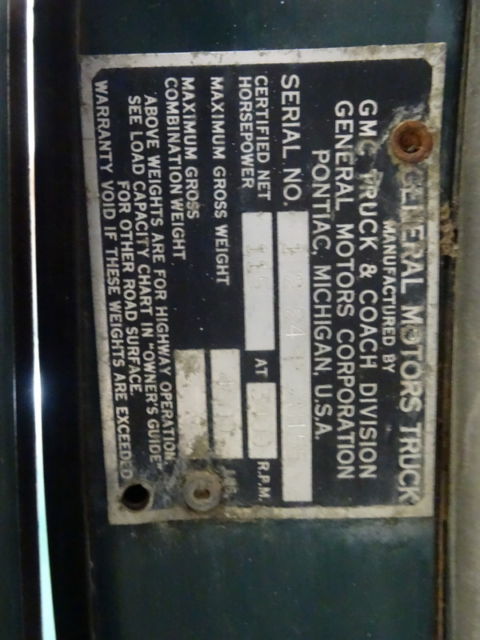 GENERAL MOTORS TRUCK
MANUFACTURED BY
GMC TRUCK & COACH DIVISION
GENERAL MOTORS CORPORATION
PONTIAC, MICHIGAN, U.S.A.
SERIAL NO.
CERTIFIED NET HORSEPOWER 115 AT R.P.M.
MAXIMUM GROSS WEIGHT LBS.
MAXIMUM GROSS
COMBINATION WEIGHT
ABOVE WEIGHTS ARE FOR HIGHWAY OPERATION
SEE LOAD CAPACITY CHART IN "OWNER'S GUIDE"
FOR OTHER ROAD SURFACE.
WARRANTY VOID IF THESE WEIGHTS ARE EXCEEDED